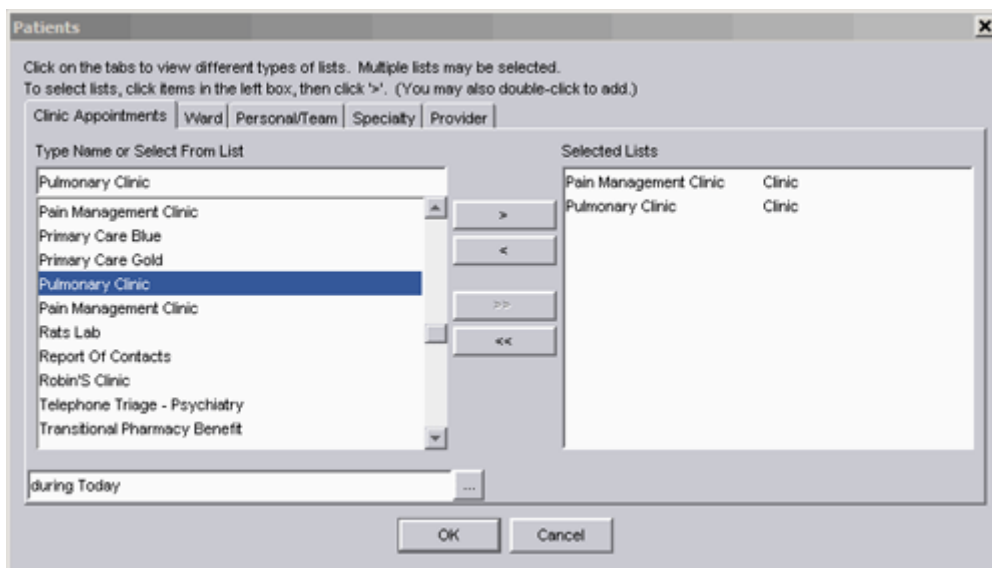 Patients
Click on the tabs to view different types of lists. Multiple lists may be selected.
To select lists, click items in the left box, then click '>'. (You may also double-click to add.)
Clinic Appointments Ward Personal/Team Specialty Provider
Type Name or Select From List
Pulmonary Clinic
Pain Management Clinic
Primary Care Blue
Primary Care Gold
Pulmonary Clinic
Pain Management Clinic
Rats Lab
Report Of Contacts
Robin'S Clinic
Telephone Triage - Psychiatry
Transitional Pharmacy Benefit
>
<
>>
<<
Selected Lists
Pain Management Clinic Clinic
Pulmonary Clinic Clinic
during Today ...
OK Cancel